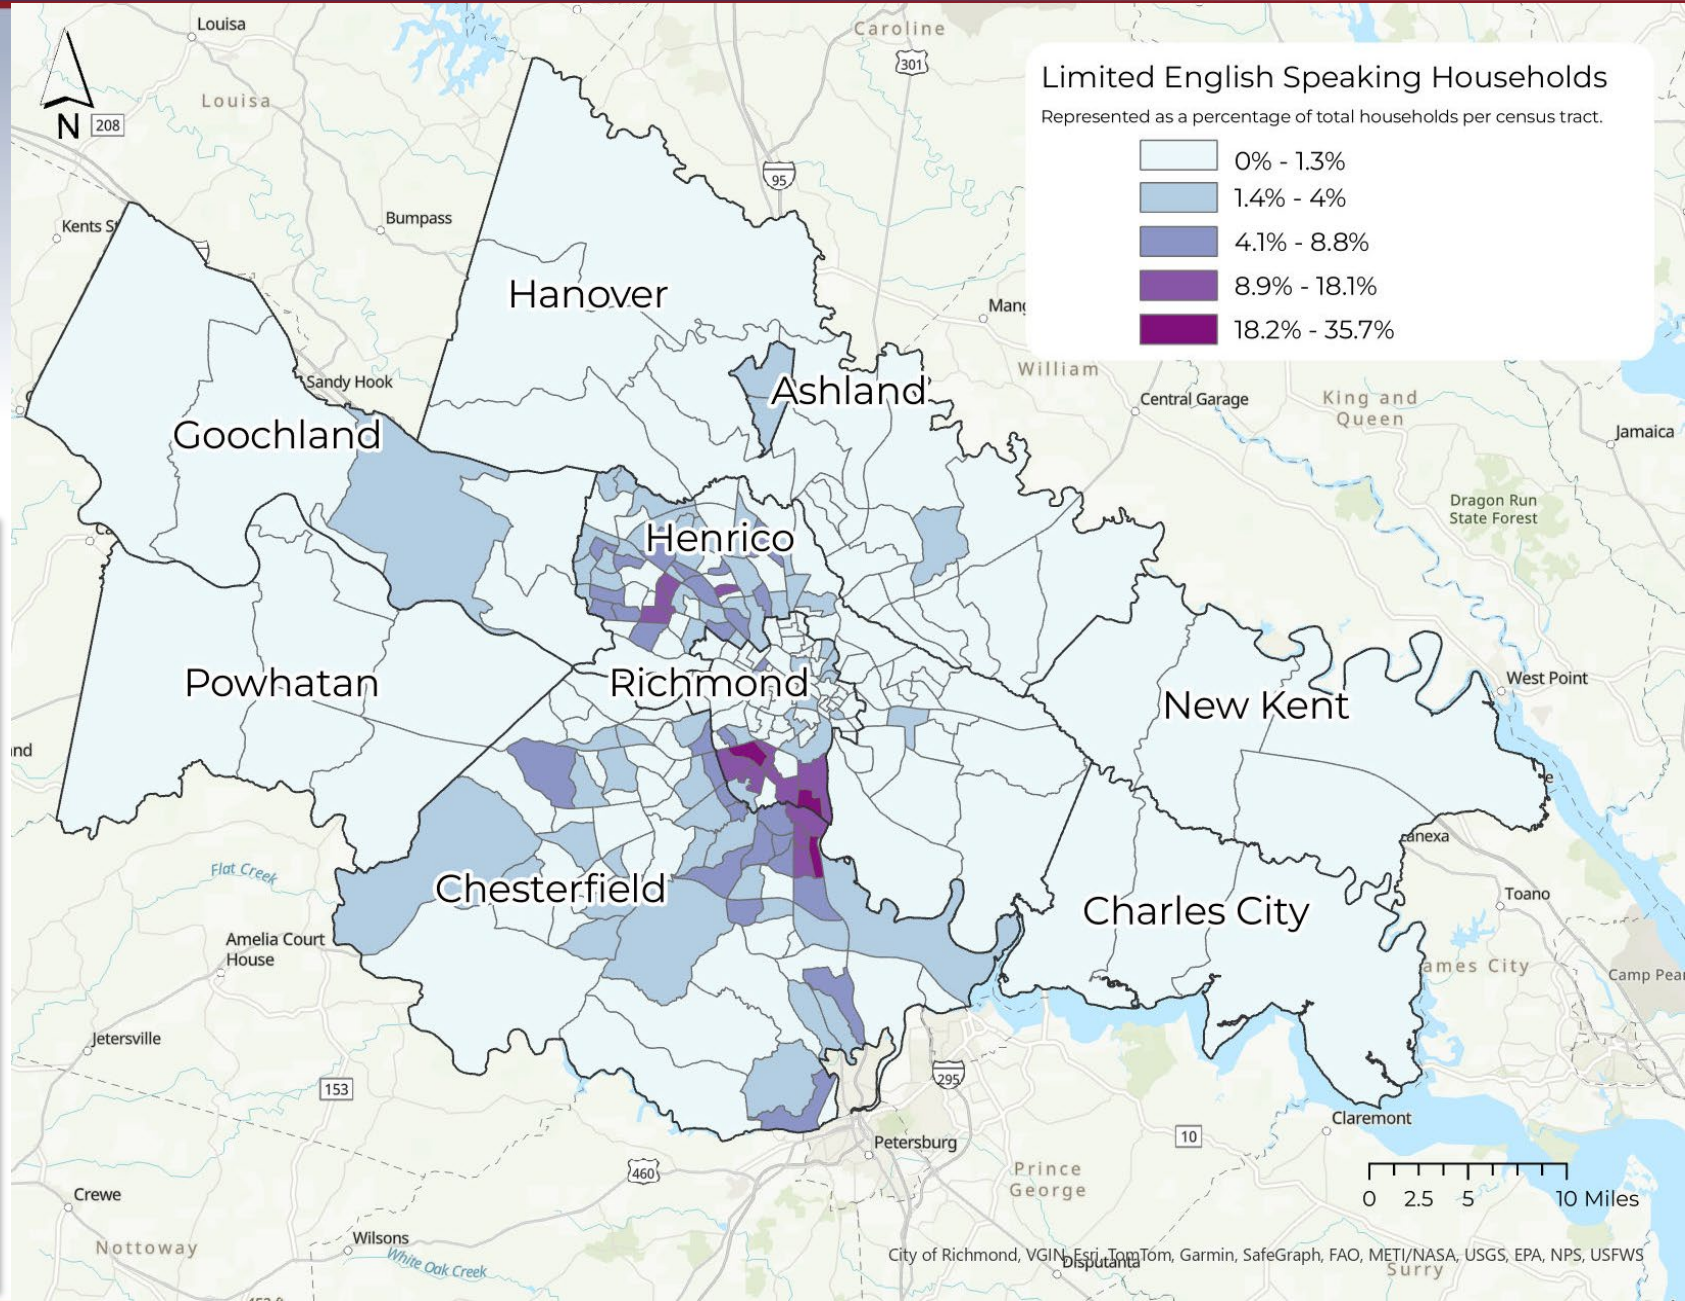 Limited English Speaking Households
Represented as a percentage of total households per census tract.
0% - 1.3%
1.4% - 4%
4.1% - 8.8%
8.9% - 18.1%
18.2% - 35.7%
N
208
Louisa
Louisa
Caroline
301
95
Kents
Bumpass
Hanover
Sandy Hook
Ashland
Goochland
William
Central Garage
King and
Queen
Jamaica
Dragon Run
State Forest
Henrico
Powhatan
Richmond
New Kent
West Point
Chesterfield
Charles City
Flat Creek
Amelia Court
House
Toano
ames City
Camp Pea
Jetersville
153
295
Claremont
Petersburg
10
460
Prince
George
Crewe
0 2.5 5 10 Miles
Nottoway
Wilsons
White Oak Creek
City of Richmond, VGIN, Esri, TomTom, Garmin, SafeGraph, FAO, METI/NASA, USGS, EPA, NPS, USFWS
Disputanta
Surry